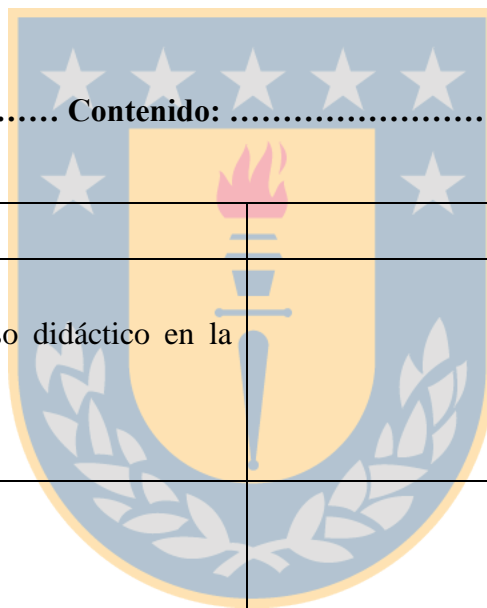 …… Contenido: ……………………
o didáctico en la